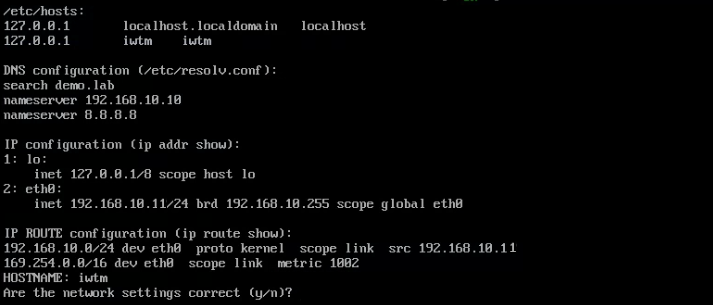 /etc/hosts:
127.0.0.1 localhost.localdomain localhost
127.0.0.1 iwtm iwtm
DNS configuration (/etc/resolv.conf):
search demo.lab
nameserver 192.168.10.10
nameserver 8.8.8.8
IP configuration (ip addr show):
1: lo:
inet 127.0.0.1/8 scope host lo
2: eth0:
inet 192.168.10.11/24 brd 192.168.10.255 scope global eth0
IP ROUTE configuration (ip route show):
192.168.10.0/24 dev eth0 proto kernel scope link src 192.168.10.11
169.254.0.0/16 dev eth0 scope link metric 1002
HOSTNAME: iwtm
Are the network settings correct (y/n)?